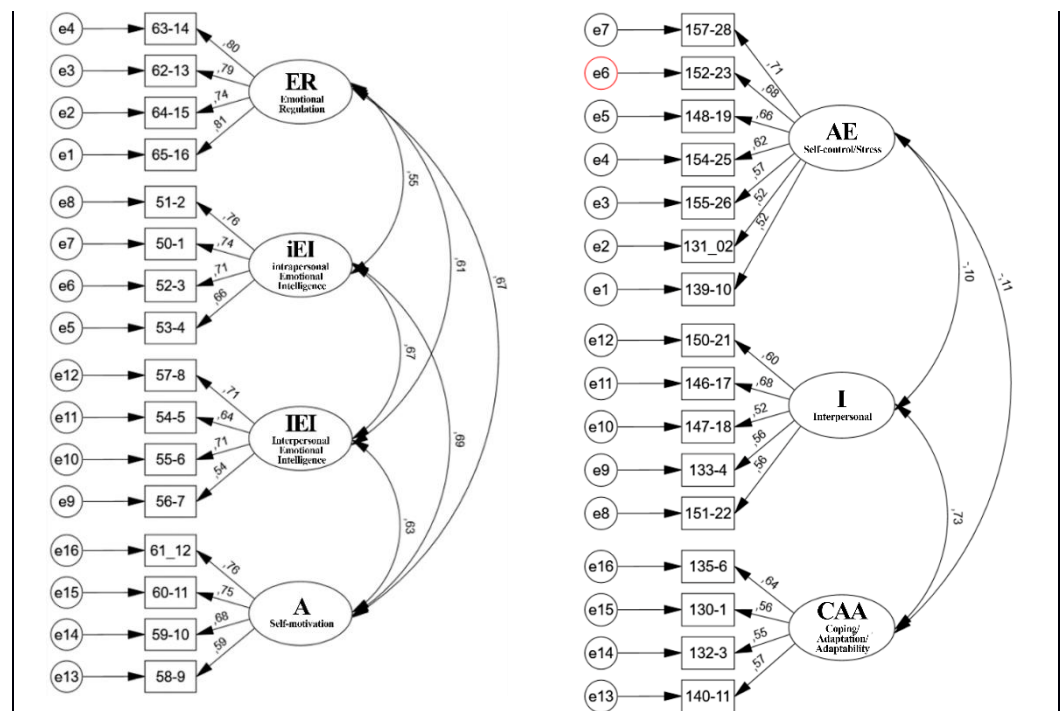 e4
63-14
,80
e3
62-13
,79
e2
64-15
,74
e1
65-16
,81
ER
Emotional
Regulation
e8
51-2
,76
e7
50-1
,74
e6
52-3
,71
e5
53-4
,66
iEI
intrapersonal
Emotional
Intelligence
e12
57-8
,71
e11
54-5
,64
e10
55-6
,71
e9
56-7
,54
IEI
Interpersonal
Emotional
Intelligence
e16
61_12
,76
e15
60-11
,75
e14
59-10
,68
e13
58-9
,59
A
Self-motivation
,55
,61
,67
,67
,69
,63
e7
157-28
,71
e6
152-23
,68
e5
148-19
,66
e4
154-25
,62
e3
155-26
,57
e2
131_02
,52
e1
139-10
,52
AE
Self-control/Stress
e12
150-21
,60
e11
146-17
,68
e10
147-18
,52
e9
133-4
,56
e8
151-22
,56
I
Interpersonal
e16
135-6
,64
e15
130-1
,56
e14
132-3
,55
e13
140-11
,57
CAA
Coping/
Adaptation/
Adaptability
-,10
-,11
,73